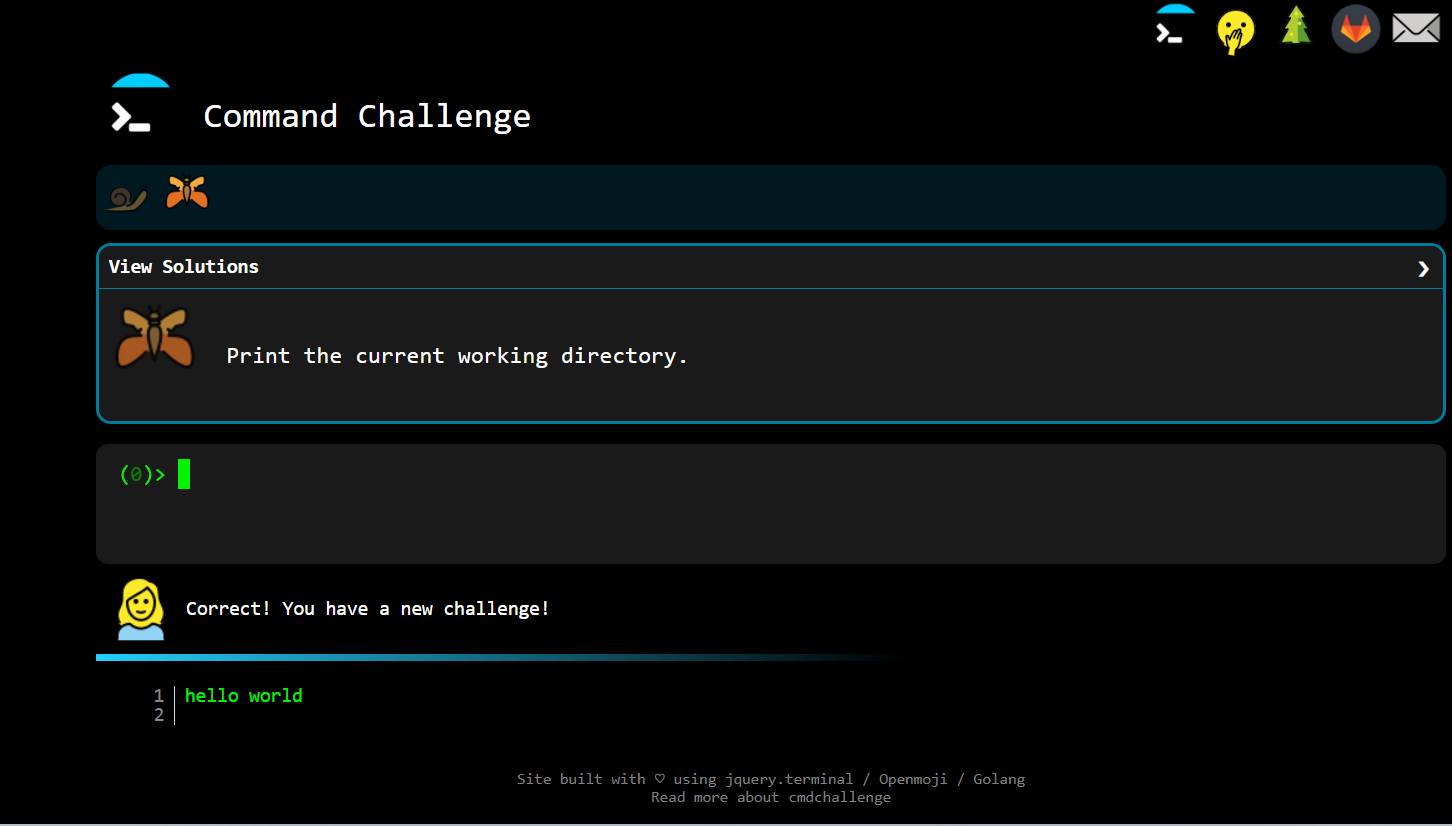 Command Challenge
View Solutions ❯
Print the current working directory.
(0)>
Correct! You have a new challenge!
1 hello world
2
Site built with ♡ using jquery.terminal / Openmoji / Golang
Read more about cmdchallenge